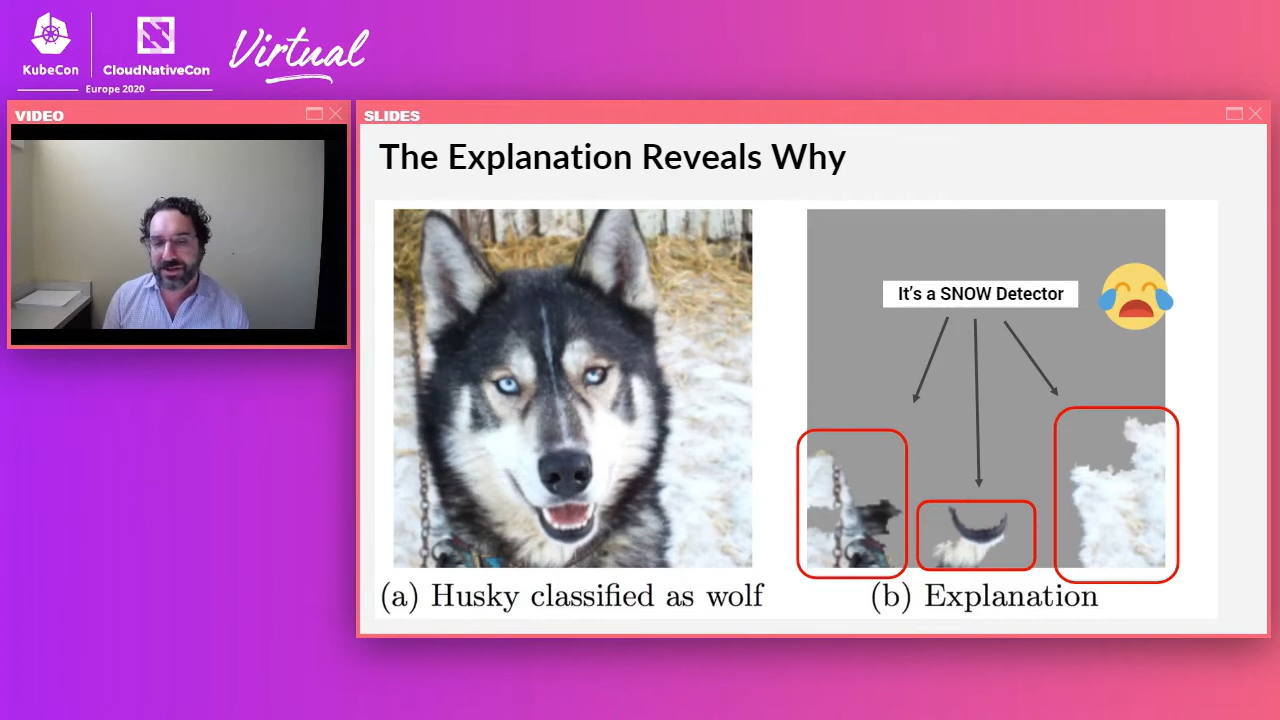 KubeCon
CloudNativeCon
Europe 2020
Virtual
VIDEO
SLIDES
The Explanation Reveals Why
It's a SNOW Detector
(a) Husky classified as wolf
(b) Explanation